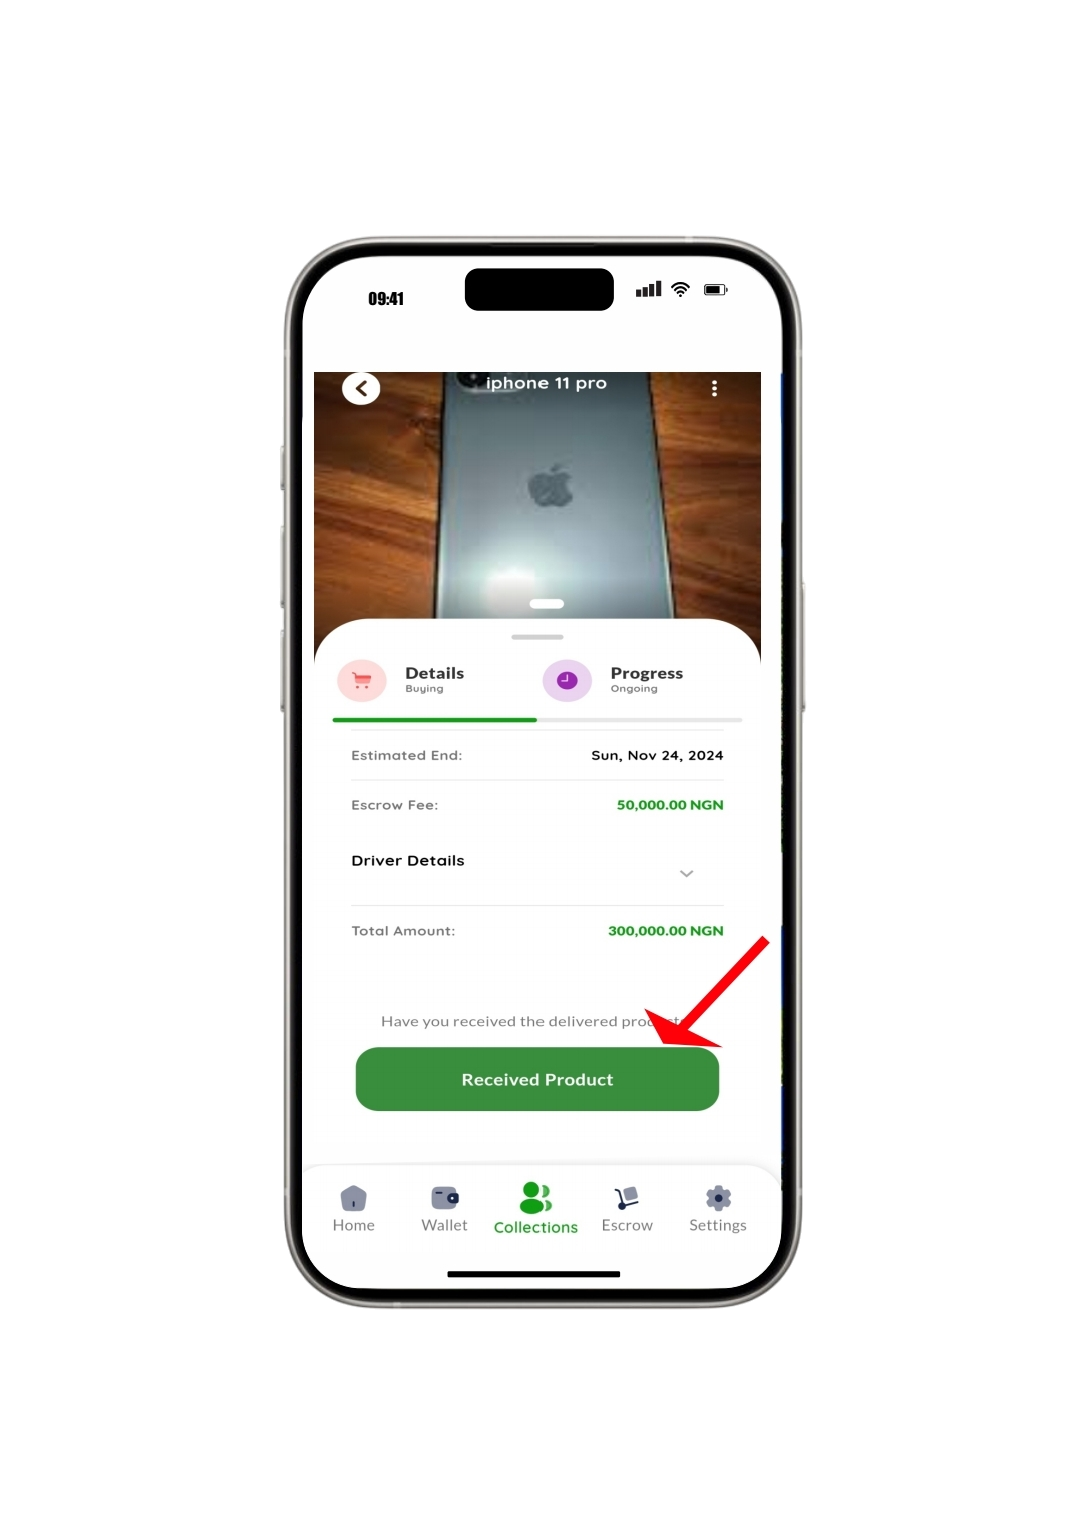 09:41
iphone 11 pro
Details
Buying
Progress
Ongoing
Estimated End: Sun, Nov 24, 2024
Escrow Fee: 50,000.00 NGN
Driver Details
Total Amount: 300,000.00 NGN
Have you received the delivered
Received Product
Home
Wallet
Collections
Escrow
Settings